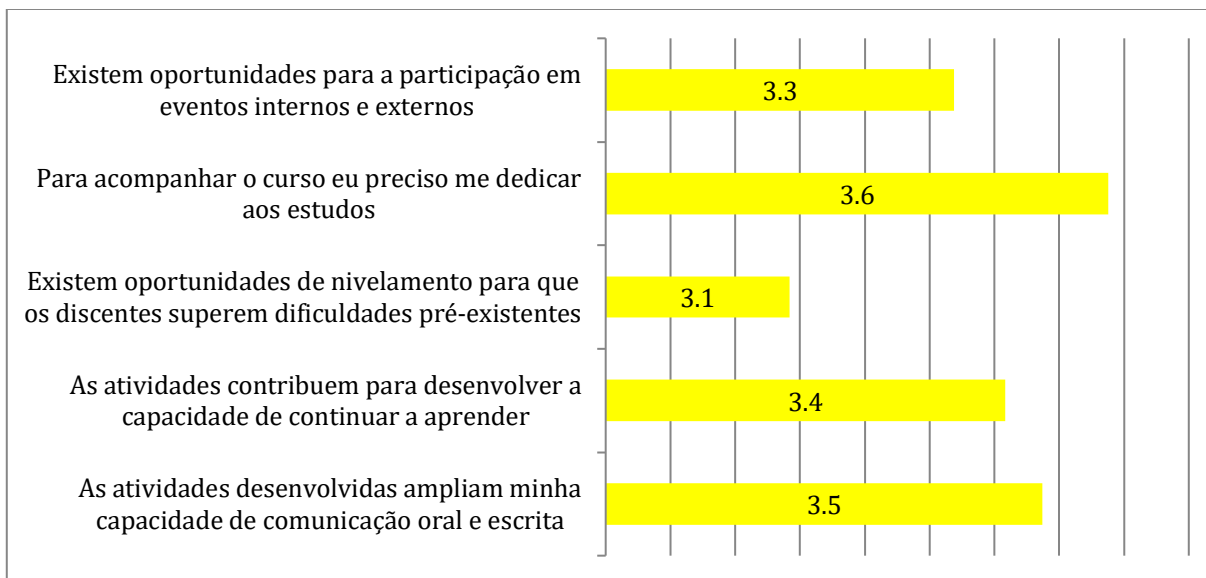 Existem oportunidades para a participação em
eventos internos e externos
3.3
Para acompanhar o curso eu preciso me dedicar
aos estudos
3.6
Existem oportunidades de nivelamento para que
os discentes superem dificuldades pré-existentes
3.1
As atividades contribuem para desenvolver a
capacidade de continuar a aprender
3.4
As atividades desenvolvidas ampliam minha
capacidade de comunicação oral e escrita
3.5